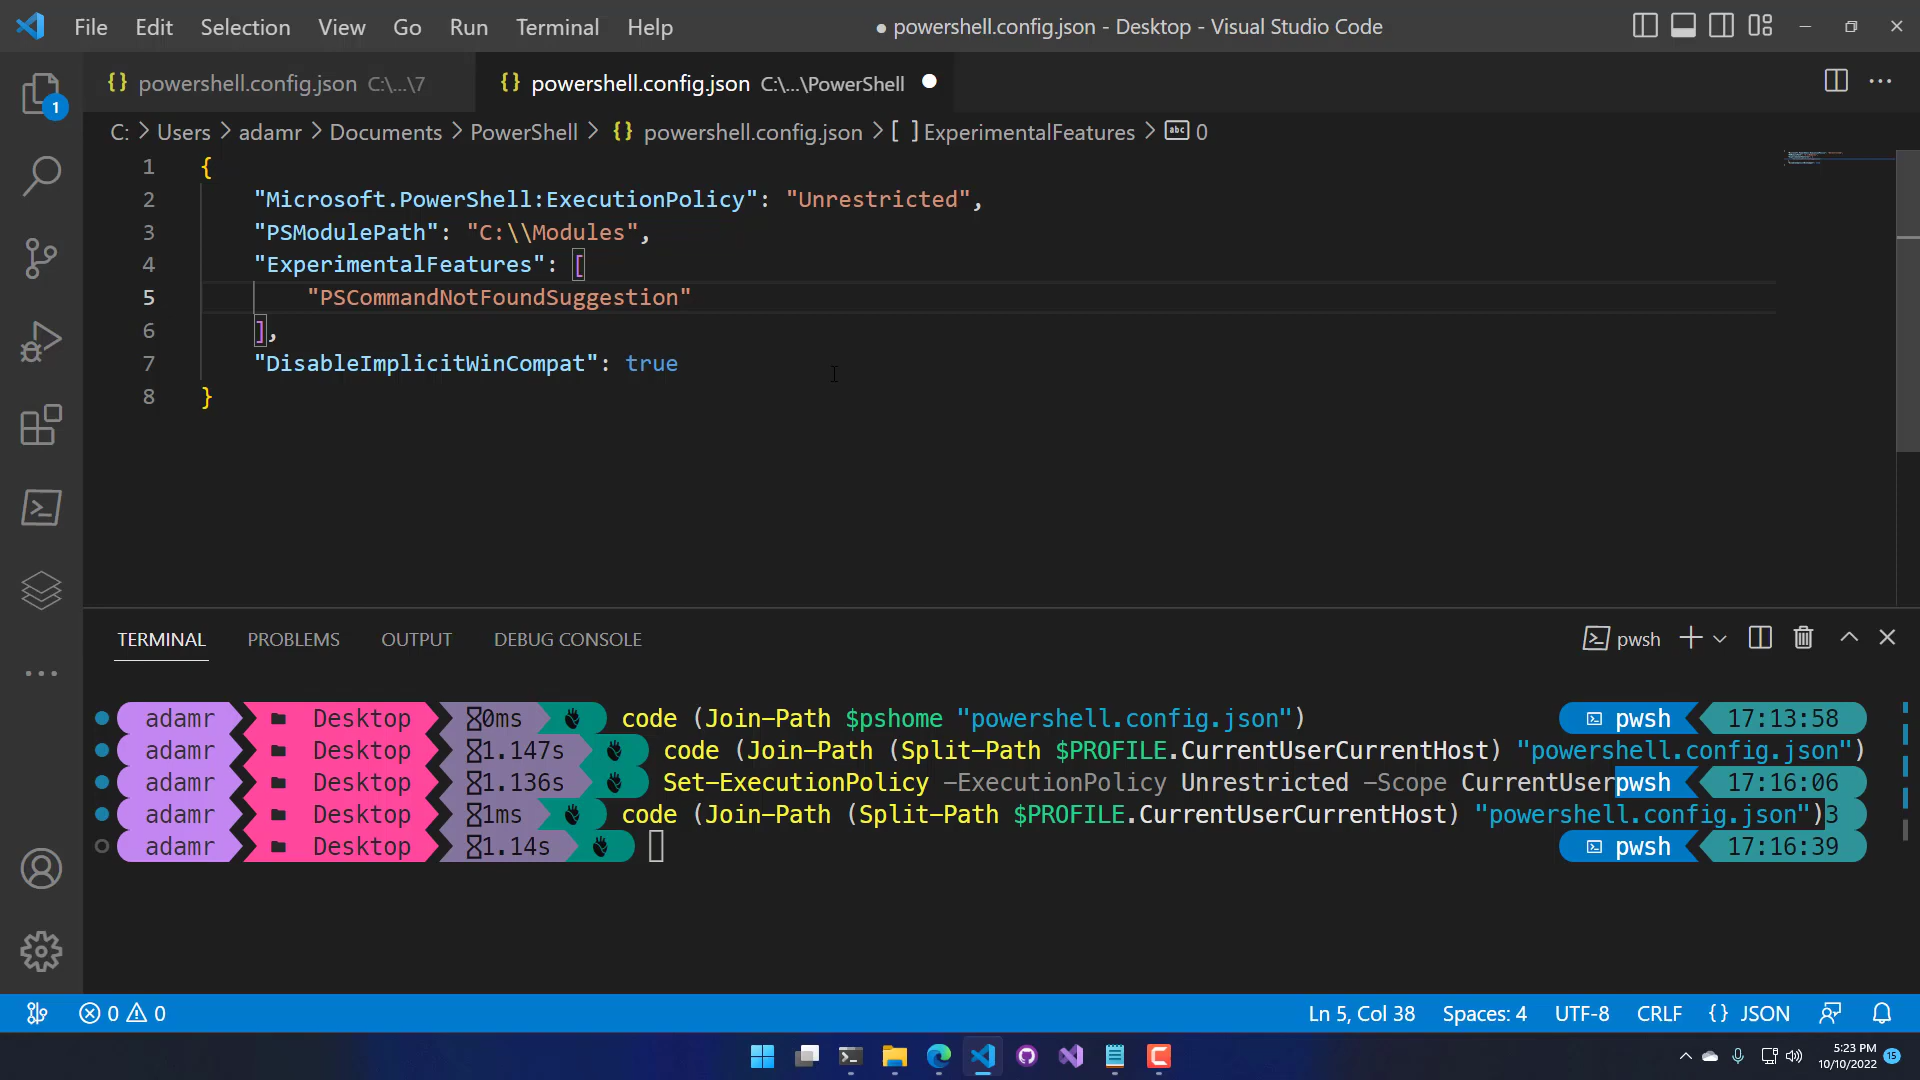 File Edit Selection View Go Run Terminal Help ● powershell.config.json - Desktop - Visual Studio Code
{} powershell.config.json C:\...\7 {} powershell.config.json C:\...\PowerShell
C: > Users > adamr > Documents > PowerShell > {} powershell.config.json > [ ] ExperimentalFeatures > abc 0
1 {
2 "Microsoft.PowerShell:ExecutionPolicy": "Unrestricted",
3 "PSModulePath": "C:\\Modules",
4 "ExperimentalFeatures": [
5 "PSCommandNotFoundSuggestion"
6 ],
7 "DisableImplicitWinCompat": true
8 }
1
TERMINAL PROBLEMS OUTPUT DEBUG CONSOLE pwsh
adamr Desktop 0ms code (Join-Path $pshome "powershell.config.json") pwsh 17:13:58
adamr Desktop 1.147s code (Join-Path (Split-Path $PROFILE.CurrentUserCurrentHost) "powershell.config.json")
adamr Desktop 1.136s Set-ExecutionPolicy -ExecutionPolicy Unrestricted -Scope CurrentUserpwsh 17:16:06
adamr Desktop 1ms code (Join-Path (Split-Path $PROFILE.CurrentUserCurrentHost) "powershell.config.json")3
adamr Desktop 1.14s pwsh 17:16:39
0 0 Ln 5, Col 38 Spaces: 4 UTF-8 CRLF {} JSON
5:23 PM
10/10/2022
15